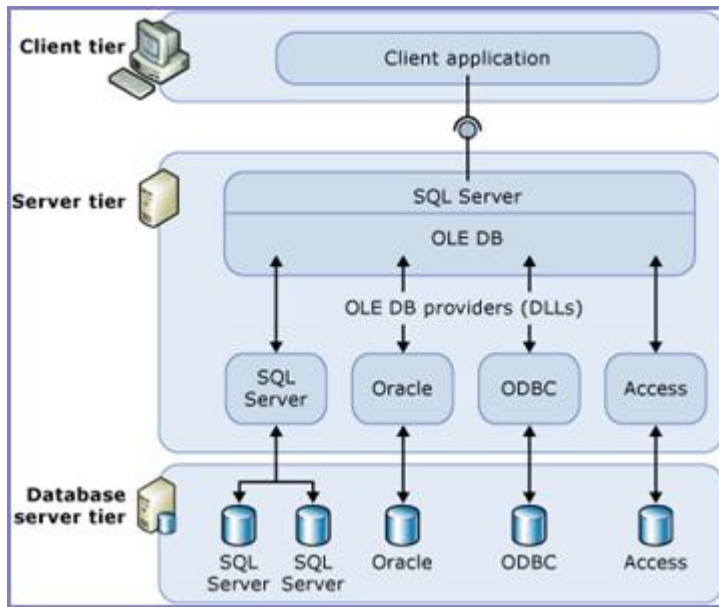 Client tier
Client application
Server tier
SQL Server
OLE DB
OLE DB providers (DLLs)
SQL
Server
Oracle
ODBC
Access
Database
server tier
SQL
Server
SQL
Server
Oracle
ODBC
Access